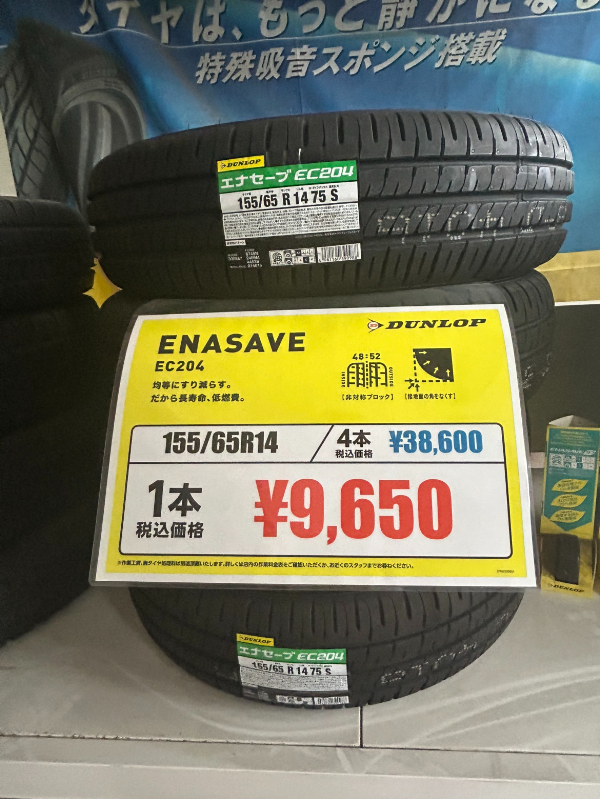 タイヤは、もっと静かになる
特殊吸音スポンジ搭載
DUNLOP
エナセーブ EC204
155/65 R 14 75 S
DUNLOP
ENASAVE
EC204
均等にすり減らす。
だから長寿命、低燃費。
48:52
INSIDE
OUTSIDE
【非対称ブロック】
【接地面の角をなくす】
155/65R14
4本
税込価格
¥38,600
1本
税込価格
¥9,650
DUNLOP
エナセーブ EC204
155/65 R 14 75 S